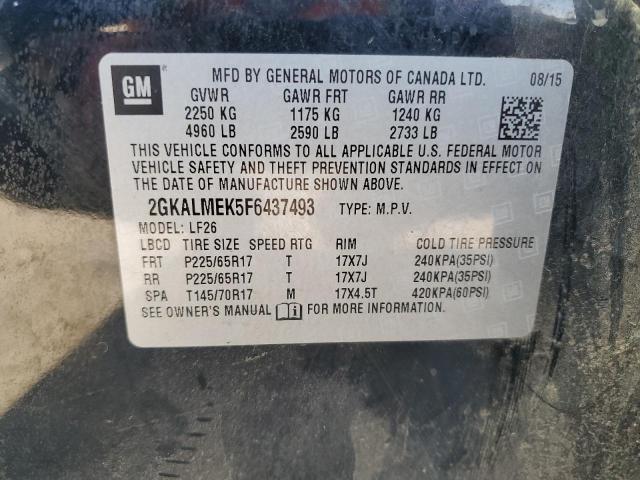 GM
MFD BY GENERAL MOTORS OF CANADA LTD. 08/15
GVWR GAWR FRT GAWR RR
2250 KG 1175 KG 1240 KG
4960 LB 2590 LB 2733 LB
THIS VEHICLE CONFORMS TO ALL APPLICABLE U.S. FEDERAL MOTOR
VEHICLE SAFETY AND THEFT PREVENTION STANDARDS IN EFFECT ON
THE DATE OF MANUFACTURE SHOWN ABOVE.
2GKALMEK5F6437493 TYPE: M.P.V.
MODEL: LF26
LBCD TIRE SIZE SPEED RTG RIM COLD TIRE PRESSURE
FRT P225/65R17 T 17X7J 240KPA(35PSI)
RR P225/65R17 T 17X7J 240KPA(35PSI)
SPA T145/70R17 M 17X4.5T 420KPA(60PSI)
SEE OWNER'S MANUAL FOR MORE INFORMATION.